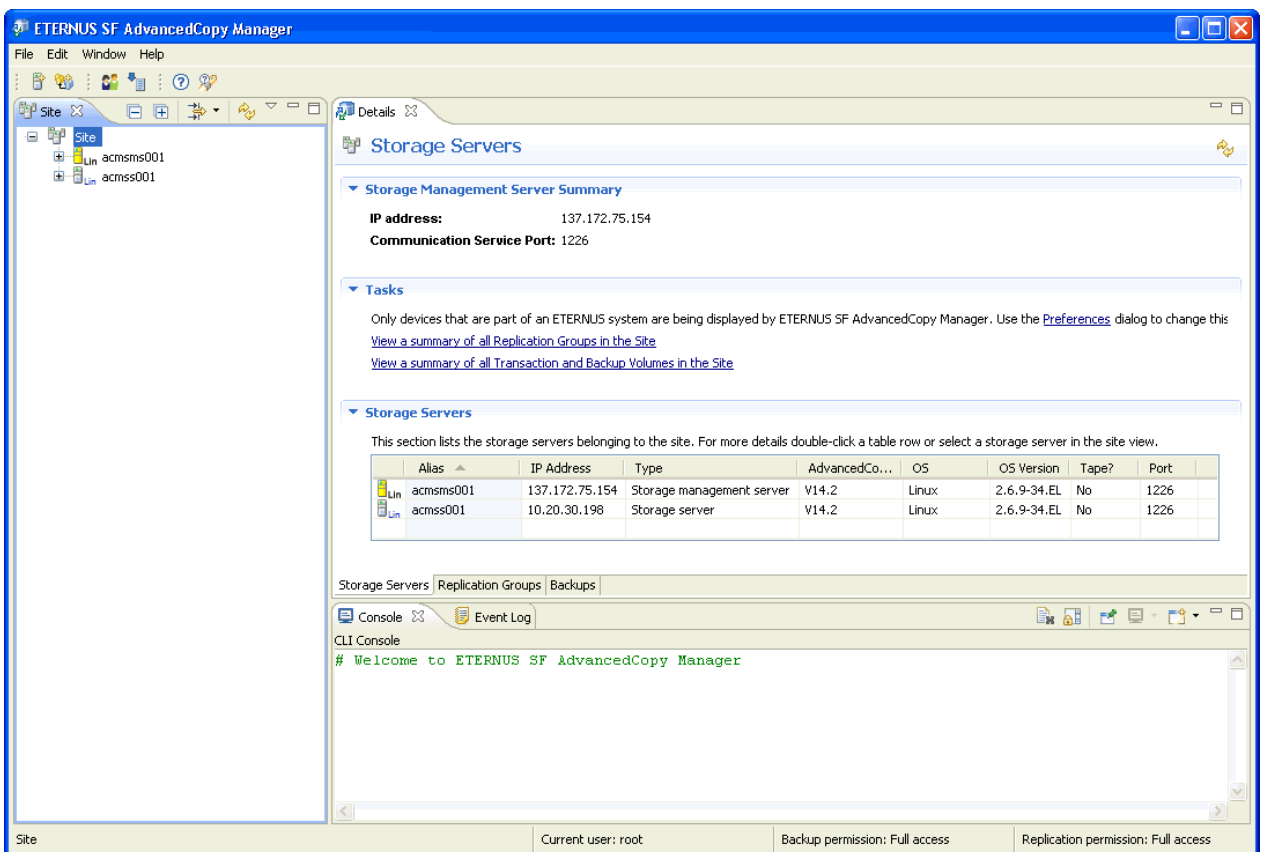 ETERNUS SF AdvancedCopy Manager
File Edit Window Help
Site
Details
Site
Lin acmsms001
Lin acmss001
Storage Servers
Storage Management Server Summary
IP address: 137.172.75.154
Communication Service Port: 1226
Tasks
Only devices that are part of an ETERNUS system are being displayed by ETERNUS SF AdvancedCopy Manager. Use the Preferences dialog to change this
View a summary of all Replication Groups in the Site
View a summary of all Transaction and Backup Volumes in the Site
Storage Servers
This section lists the storage servers belonging to the site. For more details double-click a table row or select a storage server in the site view.
Alias IP Address Type AdvancedCo... OS OS Version Tape? Port
Lin acmsms001 137.172.75.154 Storage management server V14.2 Linux 2.6.9-34.EL No 1226
Lin acmss001 10.20.30.198 Storage server V14.2 Linux 2.6.9-34.EL No 1226
Storage Servers Replication Groups Backups
Console Event Log
CLI Console
# Welcome to ETERNUS SF AdvancedCopy Manager
Site Current user: root Backup permission: Full access Replication permission: Full access